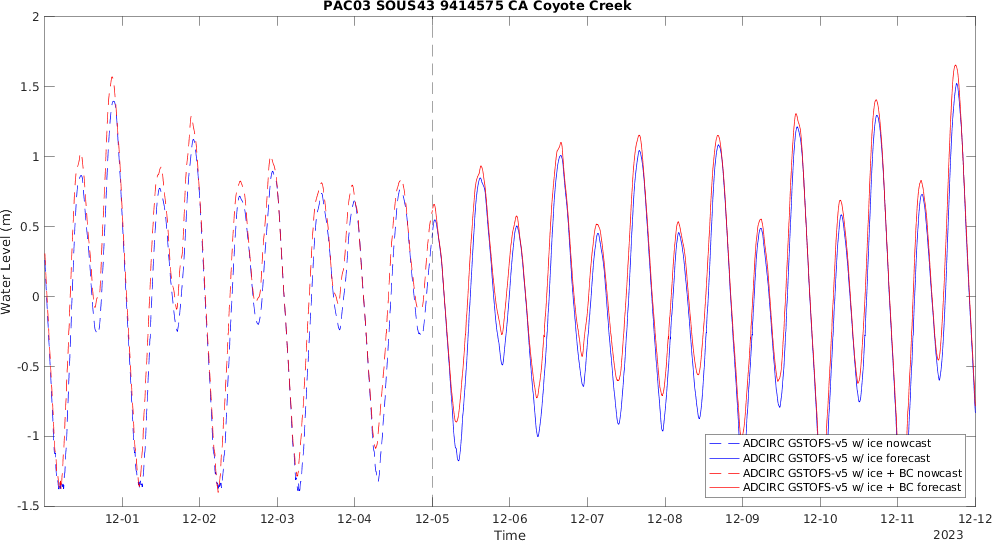 PAC03 SOUS43 9414575 CA Coyote Creek
2
1.5
1
0.5
0
-0.5
-1
-1.5
Water Level (m)
12-01 12-02 12-03 12-04 12-05 12-06 12-07 12-08 12-09 12-10 12-11 12-12
Time
2023
ADCIRC GSTOFS-v5 w/ ice nowcast
ADCIRC GSTOFS-v5 w/ ice forecast
ADCIRC GSTOFS-v5 w/ ice + BC nowcast
ADCIRC GSTOFS-v5 w/ ice + BC forecast